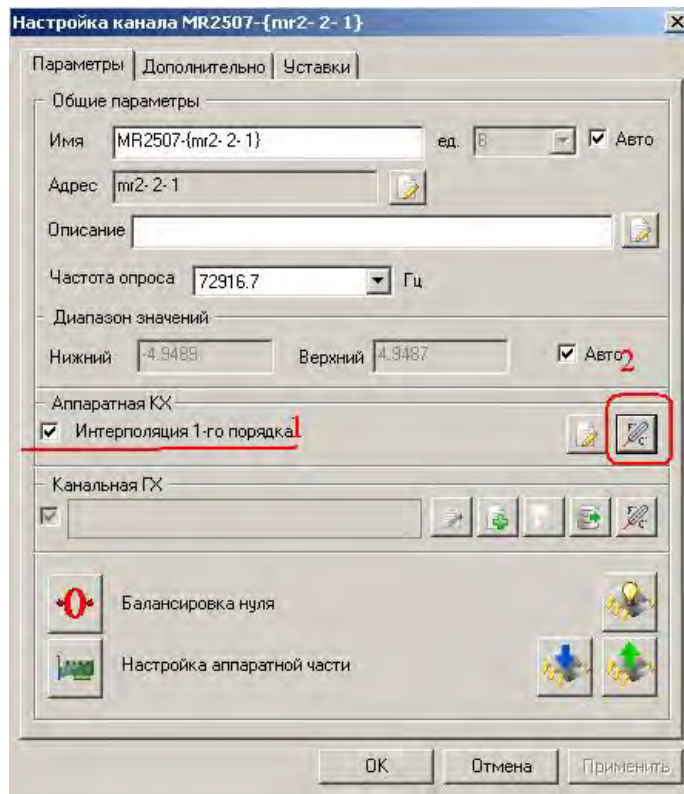 Настройка канала MR2507-{mr2- 2- 1}
Параметры Дополнительно Уставки
Общие параметры
Имя MR2507-{mr2- 2- 1} ед. В Авто
Адрес mr2- 2- 1
Описание
Частота опроса 72916.7 Гц
Диапазон значений
Нижний -4.9489 Верхний 4.9487 Авто 2
Аппаратная КХ
Интерполяция 1-го порядка 1
Канальная ГХ
0 Балансировка нуля
Настройка аппаратной части
OK Отмена Применить